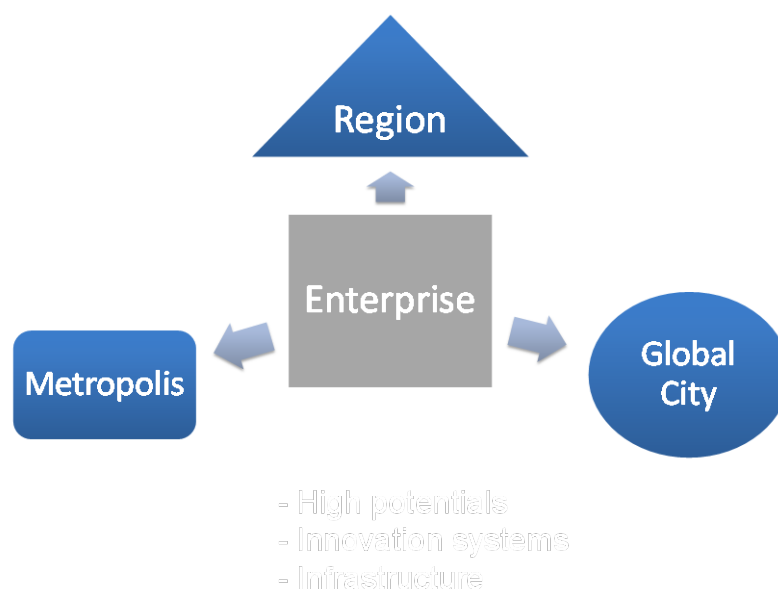 Region
Enterprise
Metropolis
Global
City
- High potentials
- Innovation systems
- Infrastructure